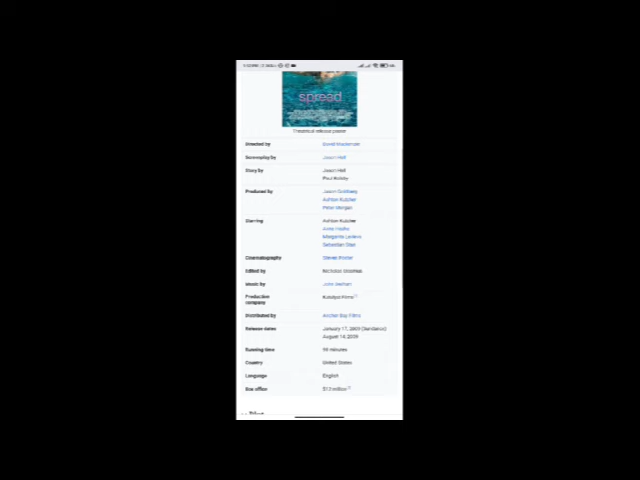 spread
Theatrical release poster
Directed by David Mackenzie
Screenplay by Jason Hall
Story by Jason Hall
Paul Kolsby
Produced by Jason Goldberg
Ashton Kutcher
Peter Morgan
Starring Ashton Kutcher
Anne Heche
Margarita Levieva
Sebastian Stan
Cinematography Steven Poster
Edited by Nicholas
Music by John Swihart
Production Katalyst Films
company
Distributed by Anchor Bay Films
Release dates January 17, 2009 (Sundance)
August 14, 2009
Running time minutes
Country United States
Language English
Box office million